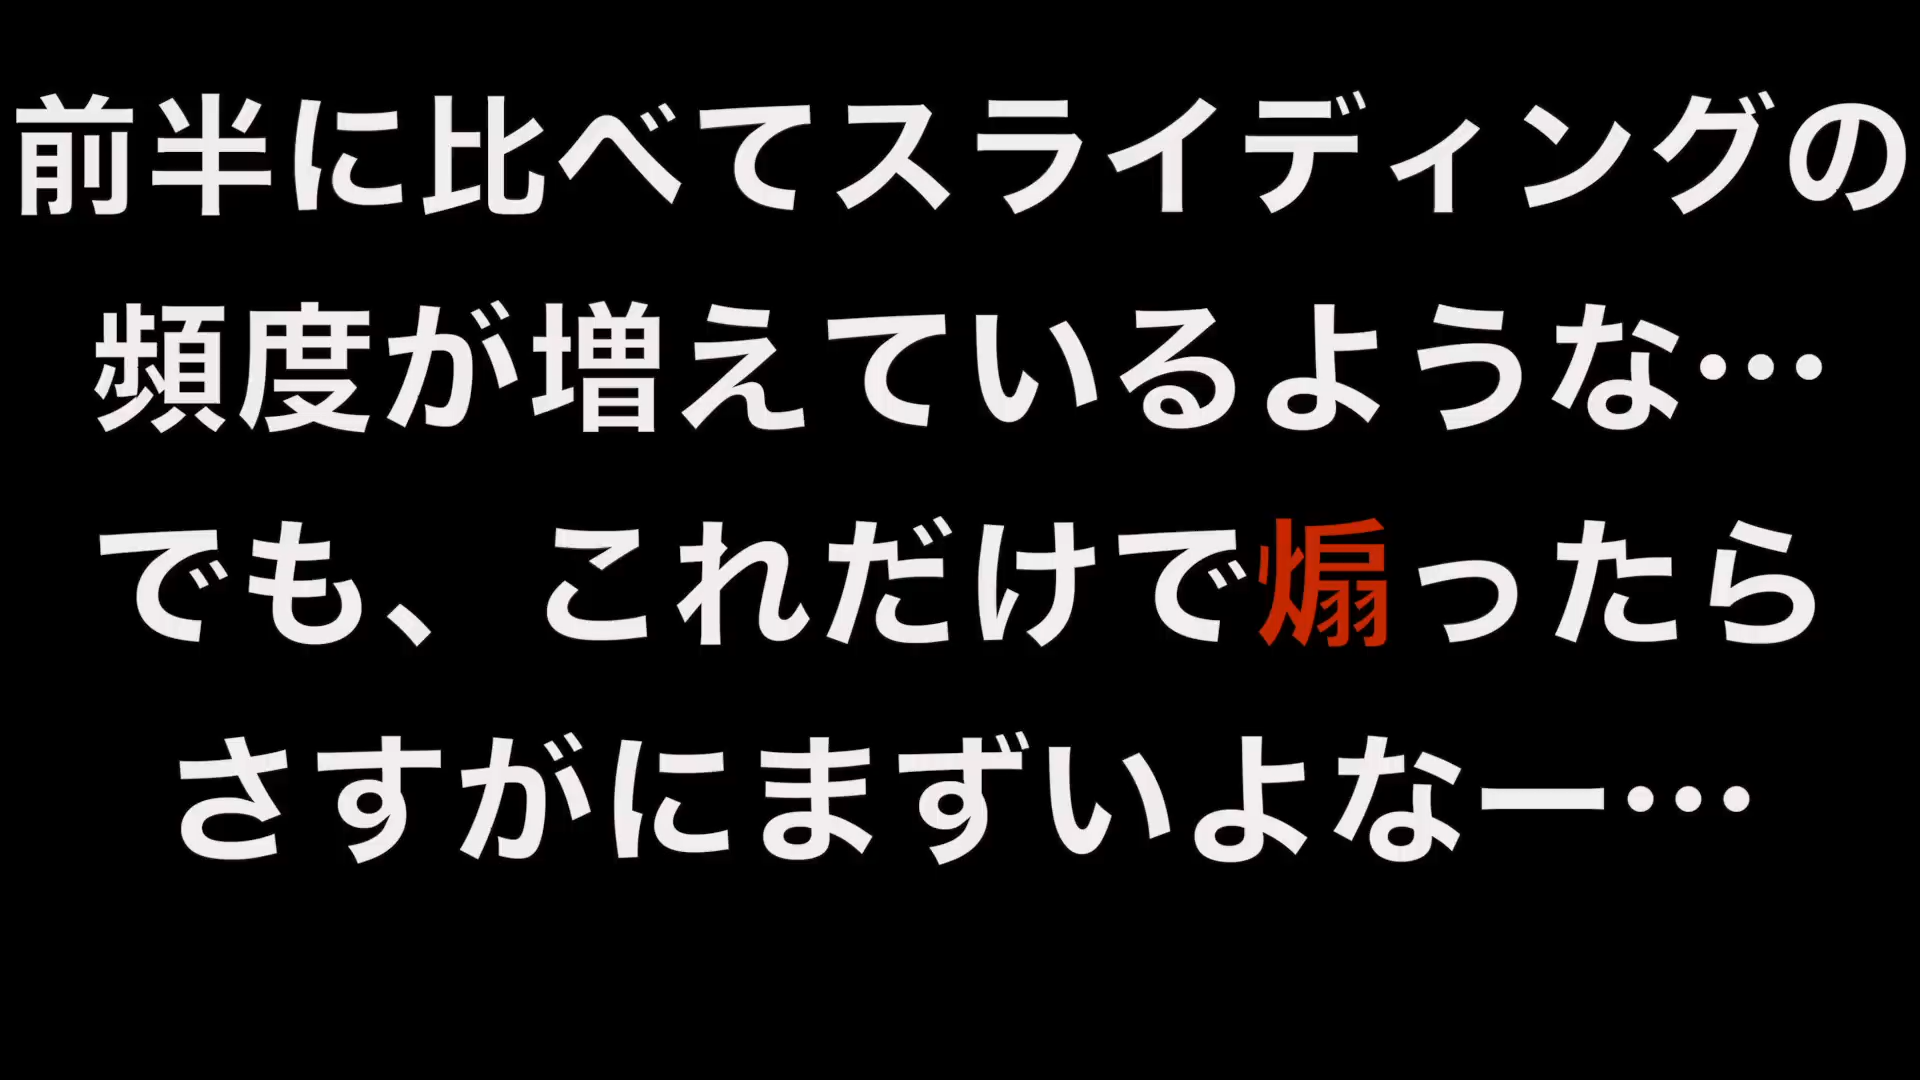 前半に比べてスライディングの
頻度が増えているような…
でも、これだけで煽ったら
さすがにまずいよなー…